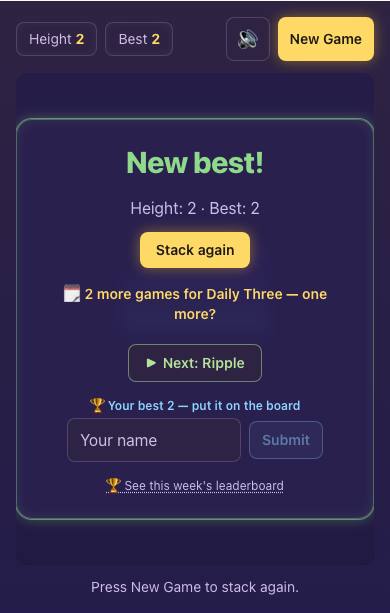 Height 2
Best 2
New Game
New best!
Height: 2 · Best: 2
Stack again
2 more games for Daily Three — one
more?
Next: Ripple
Your best 2 — put it on the board
Your name
Submit
See this week's leaderboard
Press New Game to stack again.